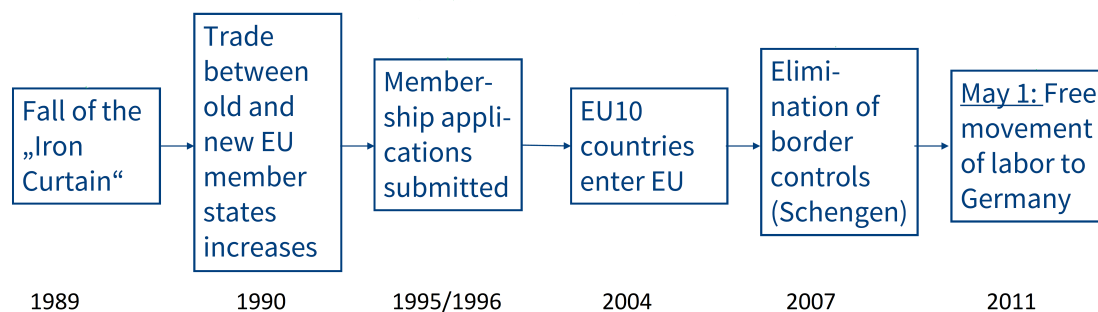 Fall of the
„Iron
Curtain“
Trade
between
old and
new EU
member
states
increases
Member-
ship appli-
cations
submitted
EU10
countries
enter EU
Elimi-
nation of
border
controls
(Schengen)
May 1: Free
movement
of labor to
Germany
1989
1990
1995/1996
2004
2007
2011